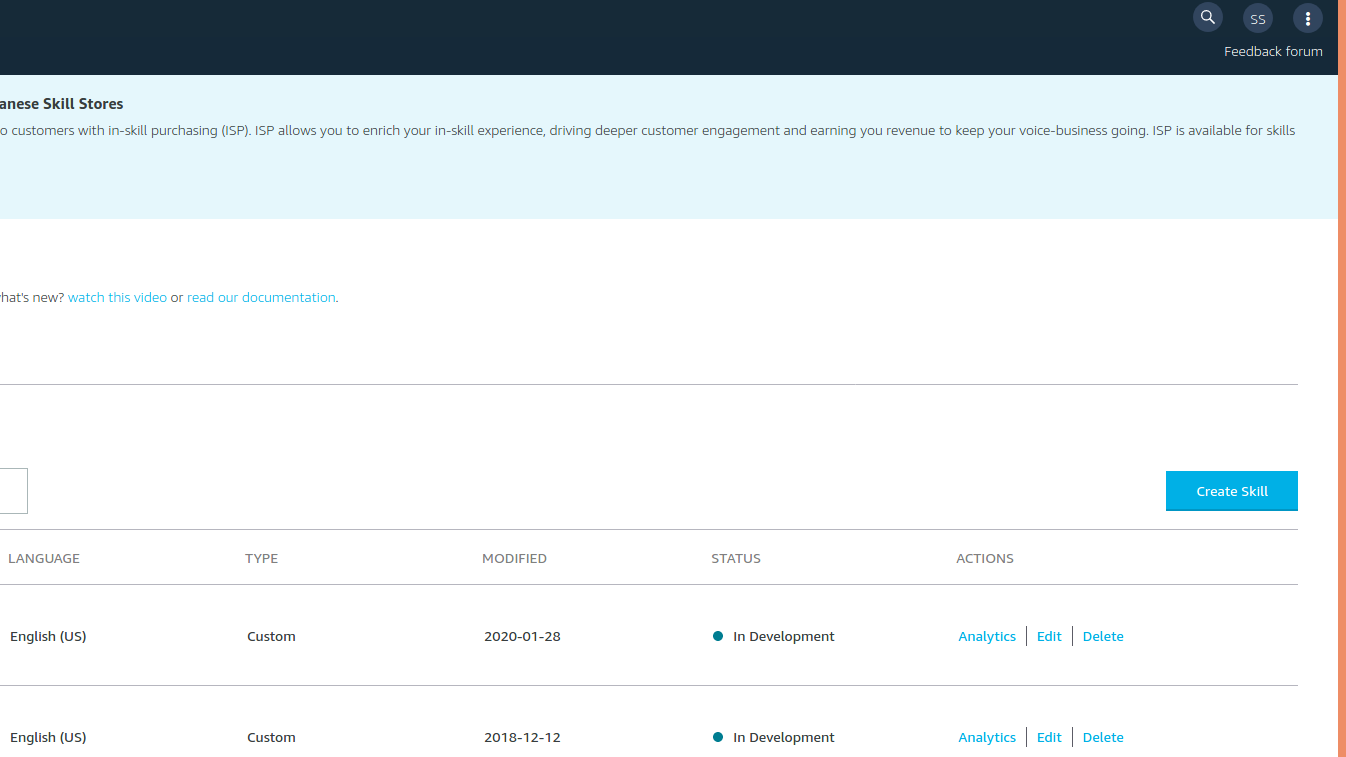 SS
Feedback forum
anese Skill Stores
o customers with in-skill purchasing (ISP). ISP allows you to enrich your in-skill experience, driving deeper customer engagement and earning you revenue to keep your voice-business going. ISP is available for skills
hat's new? watch this video or read our documentation.
Create Skill
LANGUAGE TYPE MODIFIED STATUS ACTIONS
English (US) Custom 2020-01-28 In Development Analytics Edit Delete
English (US) Custom 2018-12-12 In Development Analytics Edit Delete